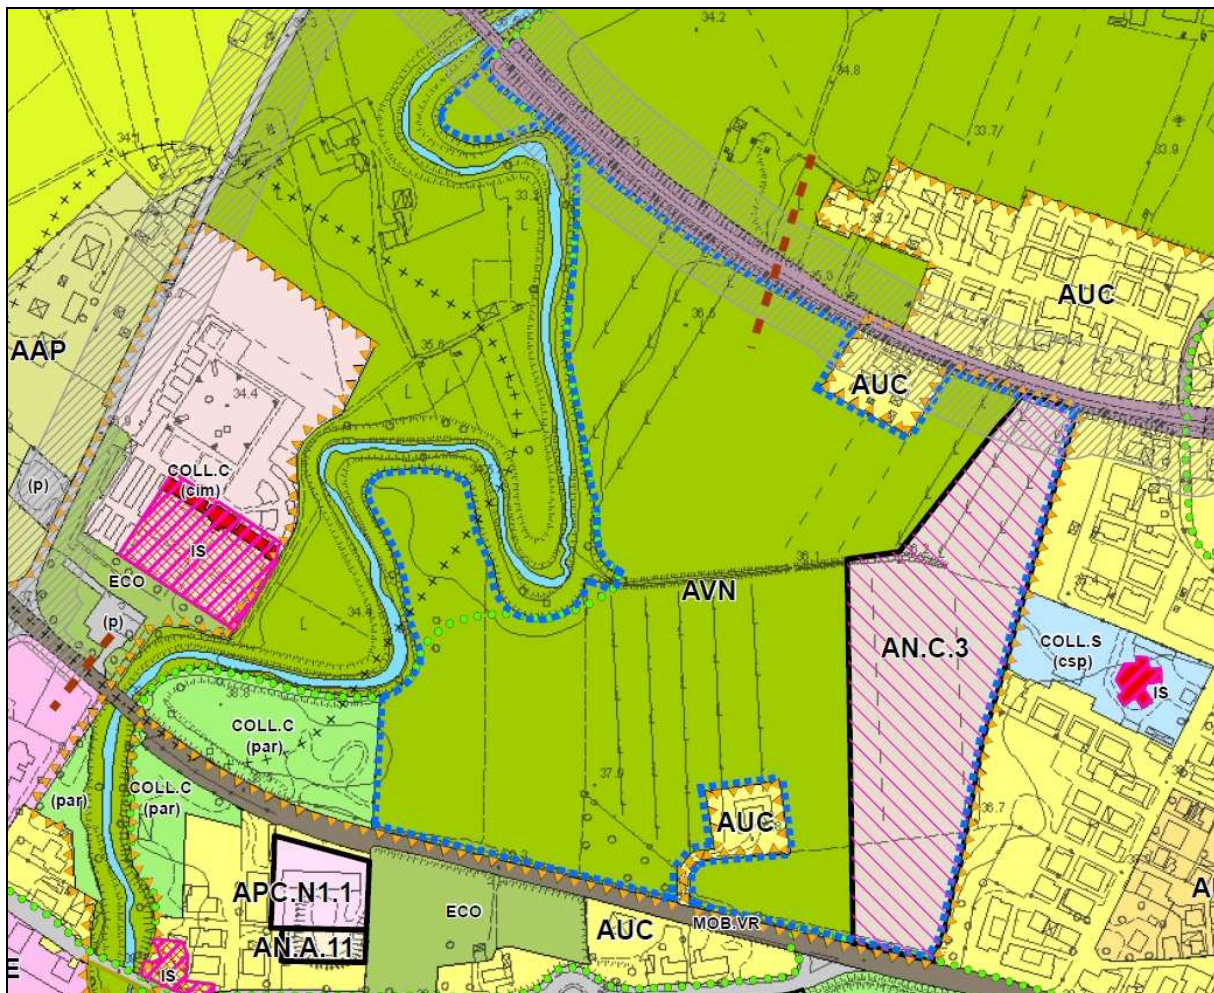 34.2
34.8
33.7
33.9
AUC
AAP
35.6
36.5
AUC
34.4
COLL.C
(cim)
(p)
IS
ECO
(p)
36.1
AVN
AN.C.3
COLL.S
(csp)
IS
COLL.C
(par)
37.0
36.7
(par)
COLL.C
(par)
AUC
APC.N1.1
ECO
AUC
MOB.VR
AN.A.11
IS